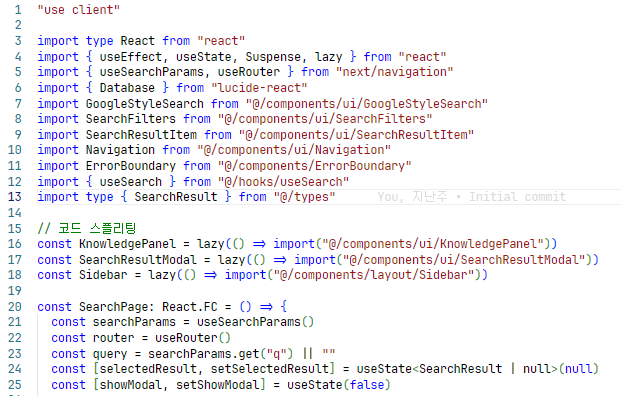 1 "use client"
2
3 import type React from "react"
4 import { useEffect, useState, Suspense, lazy } from "react"
5 import { useSearchParams, useRouter } from "next/navigation"
6 import { Database } from "lucide-react"
7 import GoogleStyleSearch from "@/components/ui/GoogleStyleSearch"
8 import SearchFilters from "@/components/ui/SearchFilters"
9 import SearchResultItem from "@/components/ui/SearchResultItem"
10 import Navigation from "@/components/ui/Navigation"
11 import ErrorBoundary from "@/components/ErrorBoundary"
12 import { useSearch } from "@/hooks/useSearch"
13 import type { SearchResult } from "@/types" You, 지난주 • Initial commit
14
15 // 코드 스플리팅
16 const KnowledgePanel = lazy(() => import("@/components/ui/KnowledgePanel"))
17 const SearchResultModal = lazy(() => import("@/components/ui/SearchResultModal"))
18 const Sidebar = lazy(() => import("@/components/layout/Sidebar"))
19
20 const SearchPage: React.FC = () => {
21 const searchParams = useSearchParams()
22 const router = useRouter()
23 const query = searchParams.get("q") || ""
24 const [selectedResult, setSelectedResult] = useState<SearchResult | null>(null)
25 const [showModal, setShowModal] = useState(false)